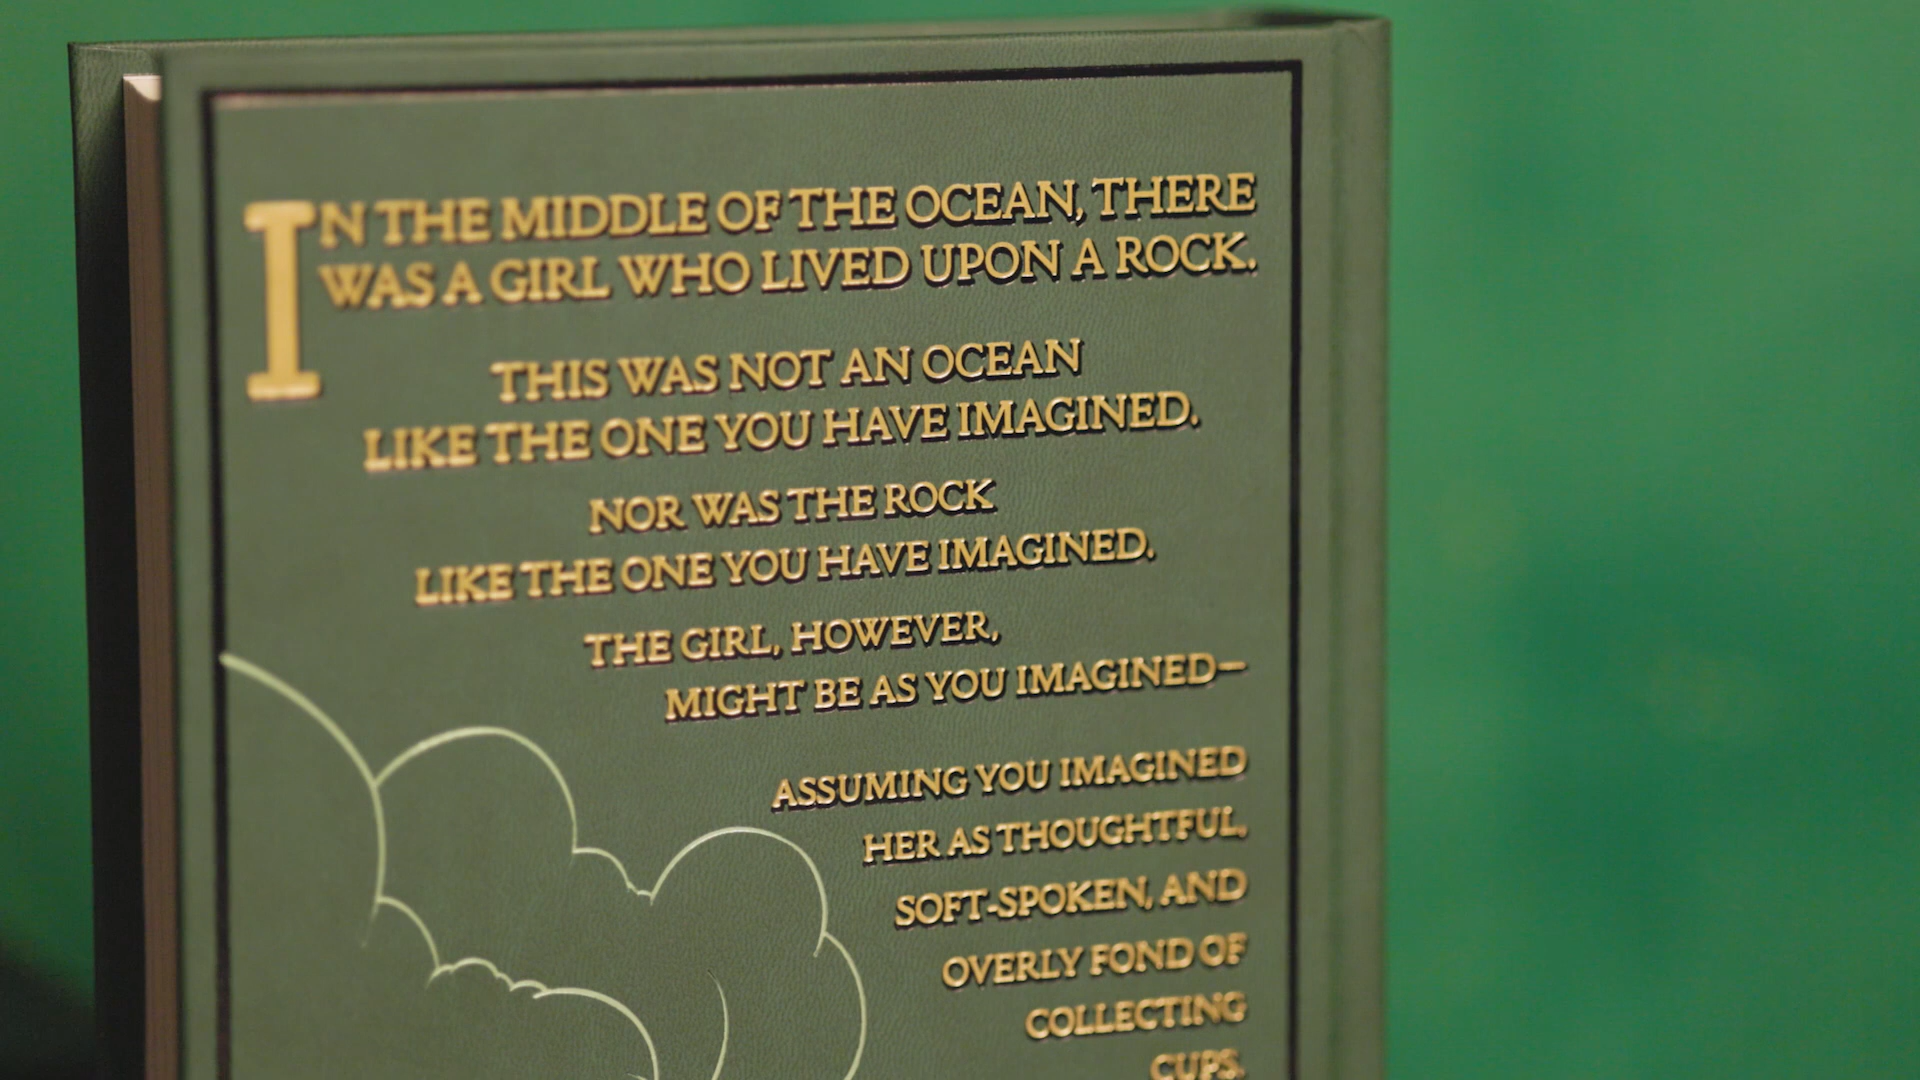 IN THE MIDDLE OF THE OCEAN, THERE
WAS A GIRL WHO LIVED UPON A ROCK.
THIS WAS NOT AN OCEAN
LIKE THE ONE YOU HAVE IMAGINED.
NOR WAS THE ROCK
LIKE THE ONE YOU HAVE IMAGINED.
THE GIRL, HOWEVER,
MIGHT BE AS YOU IMAGINED—
ASSUMING YOU IMAGINED
HER AS THOUGHTFUL,
SOFT-SPOKEN, AND
OVERLY FOND OF
COLLECTING
CUPS.